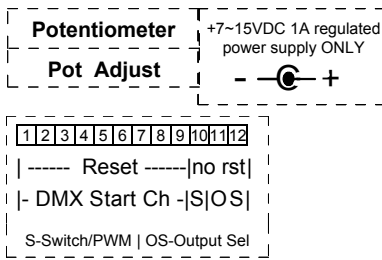 Potentiometer
Pot Adjust
+7~15VDC 1A regulated
power supply ONLY
- +
1 2 3 4 5 6 7 8 9 10 11 12
| ------ Reset ------|no rst|
|- DMX Start Ch -|S|OS|
S-Switch/PWM | OS-Output Sel